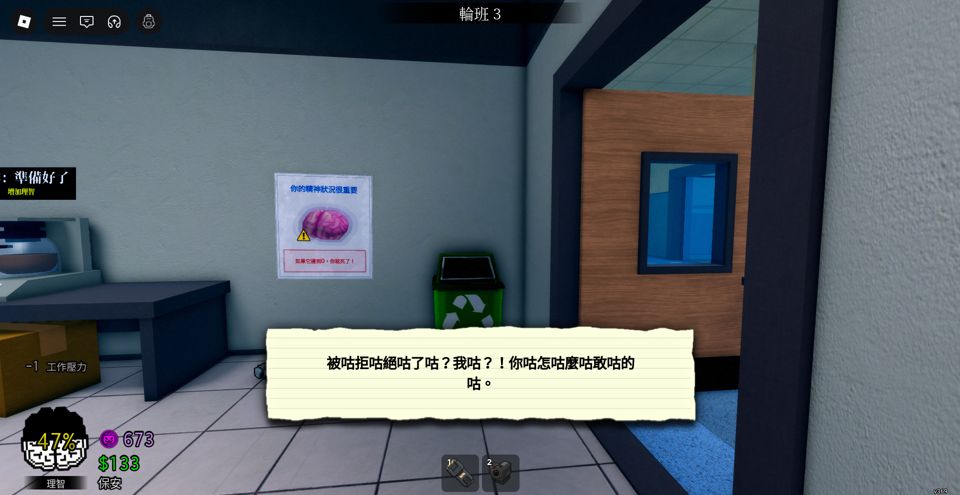 輪班 3
: 準備好了
增加理智
你的精神狀況很重要
如果它達到0，你就死了！
被咕拒咕絕咕了咕？我咕？！你咕怎咕麼咕敢咕的
咕。
-1 工作壓力
47%
673
$133
理智
保安
1
2